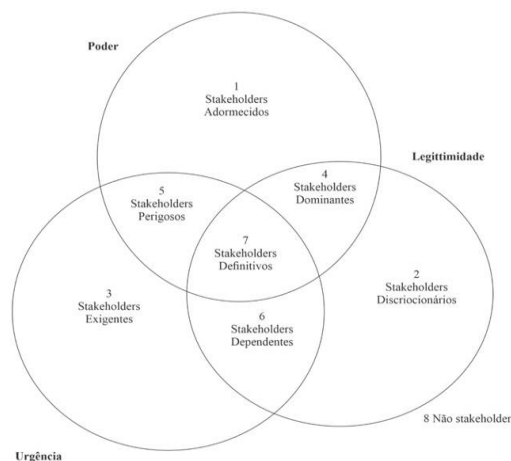 Poder
1
Stakeholders
Adormecidos
Legittimidade
4
Stakeholders
Dominantes
5
Stakeholders
Perigosos
7
Stakeholders
Definitivos
2
Stakeholders
Discriocionários
3
Stakeholders
Exigentes
6
Stakeholders
Dependentes
8 Não stakeholder
Urgência